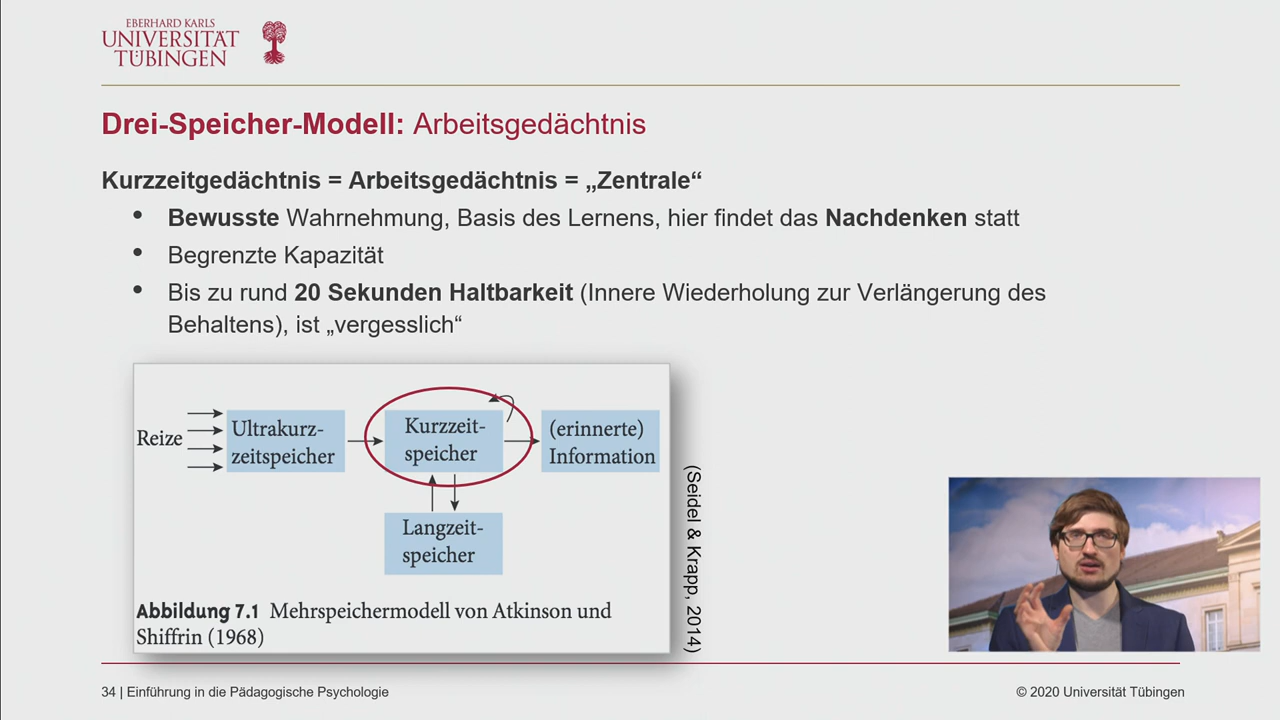 EBERHARD KARLS
UNIVERSITÄT
TÜBINGEN
Drei-Speicher-Modell: Arbeitsgedächtnis
Kurzzeitgedächtnis = Arbeitsgedächtnis = „Zentrale“
• Bewusste Wahrnehmung, Basis des Lernens, hier findet das Nachdenken statt
• Begrenzte Kapazität
• Bis zu rund 20 Sekunden Haltbarkeit (Innere Wiederholung zur Verlängerung des
Behaltens), ist „vergesslich“
Reize
Ultrakurz-
zeitspeicher
Kurzzeit-
speicher
(erinnerte)
Information
Langzeit-
speicher
Abbildung 7.1 Mehrspeichermodell von Atkinson und
Shiffrin (1968)
(Seidel & Krapp, 2014)
34 | Einführung in die Pädagogische Psychologie
© 2020 Universität Tübingen